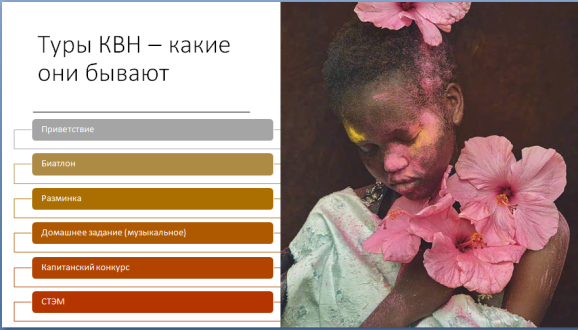 Туры КВН – какие
они бывают
Приветствие
Биатлон
Разминка
Домашнее задание (музыкальное)
Капитанский конкурс
СТЭМ